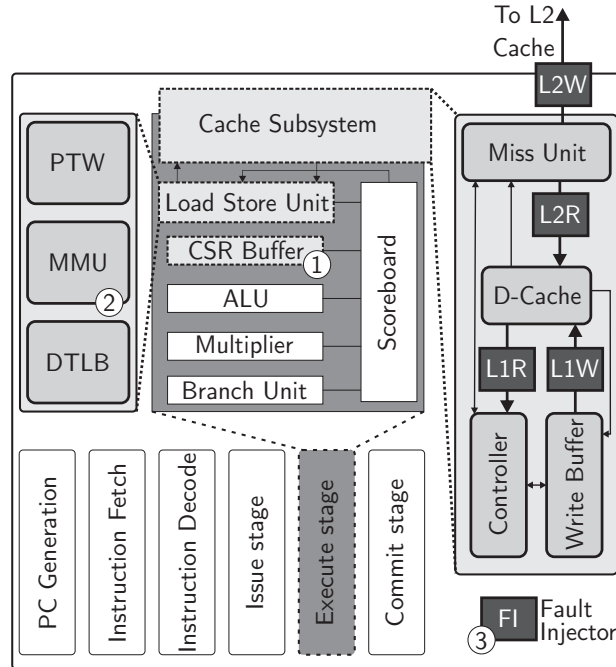 To L2
Cache
L2W
Cache Subsystem
PTW
MMU
2
DTLB
Load Store Unit
CSR Buffer
1
ALU
Multiplier
Branch Unit
Scoreboard
Miss Unit
L2R
D-Cache
L1R
L1W
Controller
Write Buffer
PC Generation
Instruction Fetch
Instruction Decode
Issue stage
Execute stage
Commit stage
FI
3
Fault
Injector